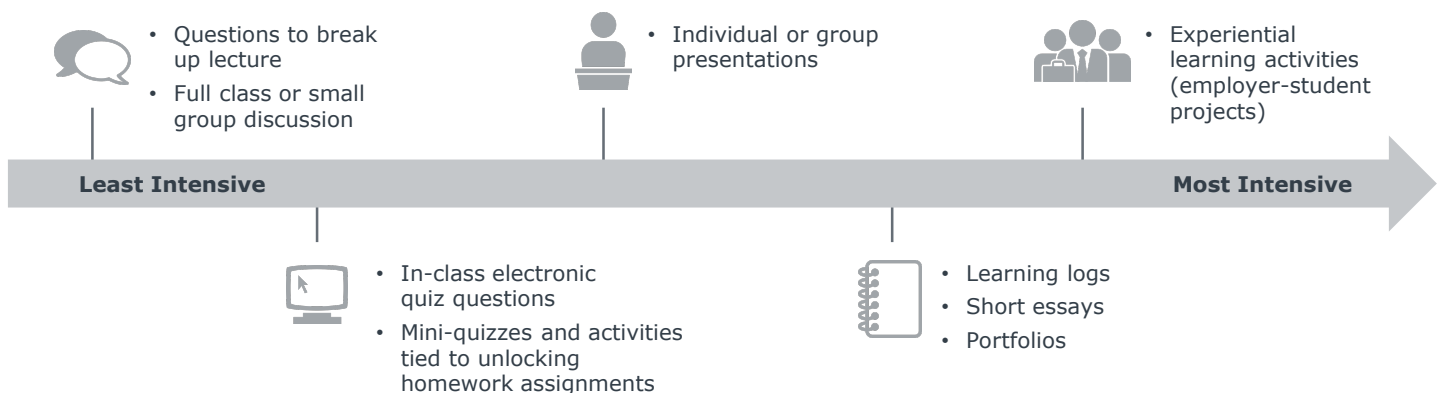 • Questions to break
up lecture
• Full class or small
group discussion
• Individual or group
presentations
• Experiential
learning activities
(employer-student
projects)
Least Intensive
Most Intensive
• In-class electronic
quiz questions
• Mini-quizzes and activities
tied to unlocking
homework assignments
• Learning logs
• Short essays
• Portfolios